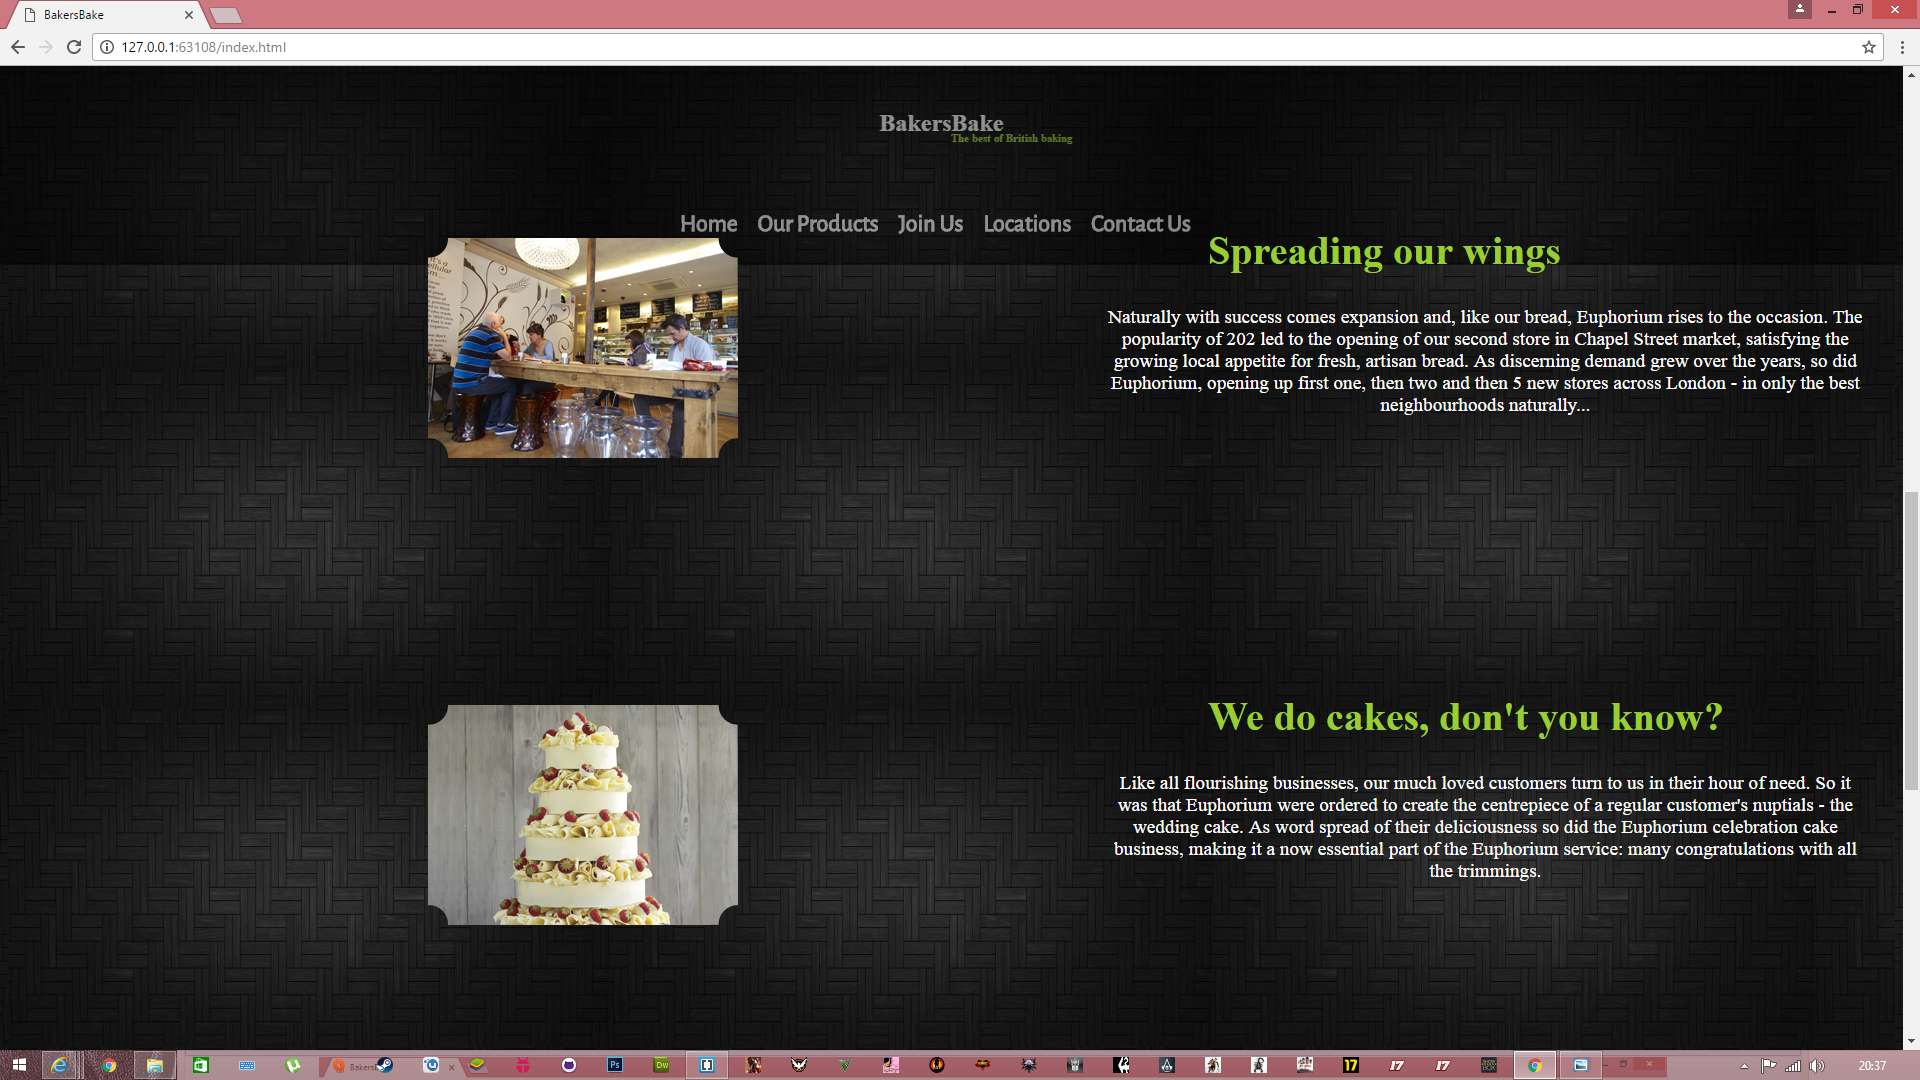 BakersBake
127.0.0.1:63108/index.html
BakersBake
The best of British baking
Home Our Products Join Us Locations Contact Us
Spreading our wings
Naturally with success comes expansion and, like our bread, Euphorium rises to the occasion. The
popularity of 202 led to the opening of our second store in Chapel Street market, satisfying the
growing local appetite for fresh, artisan bread. As discerning demand grew over the years, so did
Euphorium, opening up first one, then two and then 5 new stores across London - in only the best
neighbourhoods naturally...
We do cakes, don't you know?
Like all flourishing businesses, our much loved customers turn to us in their hour of need. So it
was that Euphorium were ordered to create the centrepiece of a regular customer's nuptials - the
wedding cake. As word spread of their deliciousness so did the Euphorium celebration cake
business, making it a now essential part of the Euphorium service: many congratulations with all
the trimmings.
Ps Dw 17 17 17 20:37